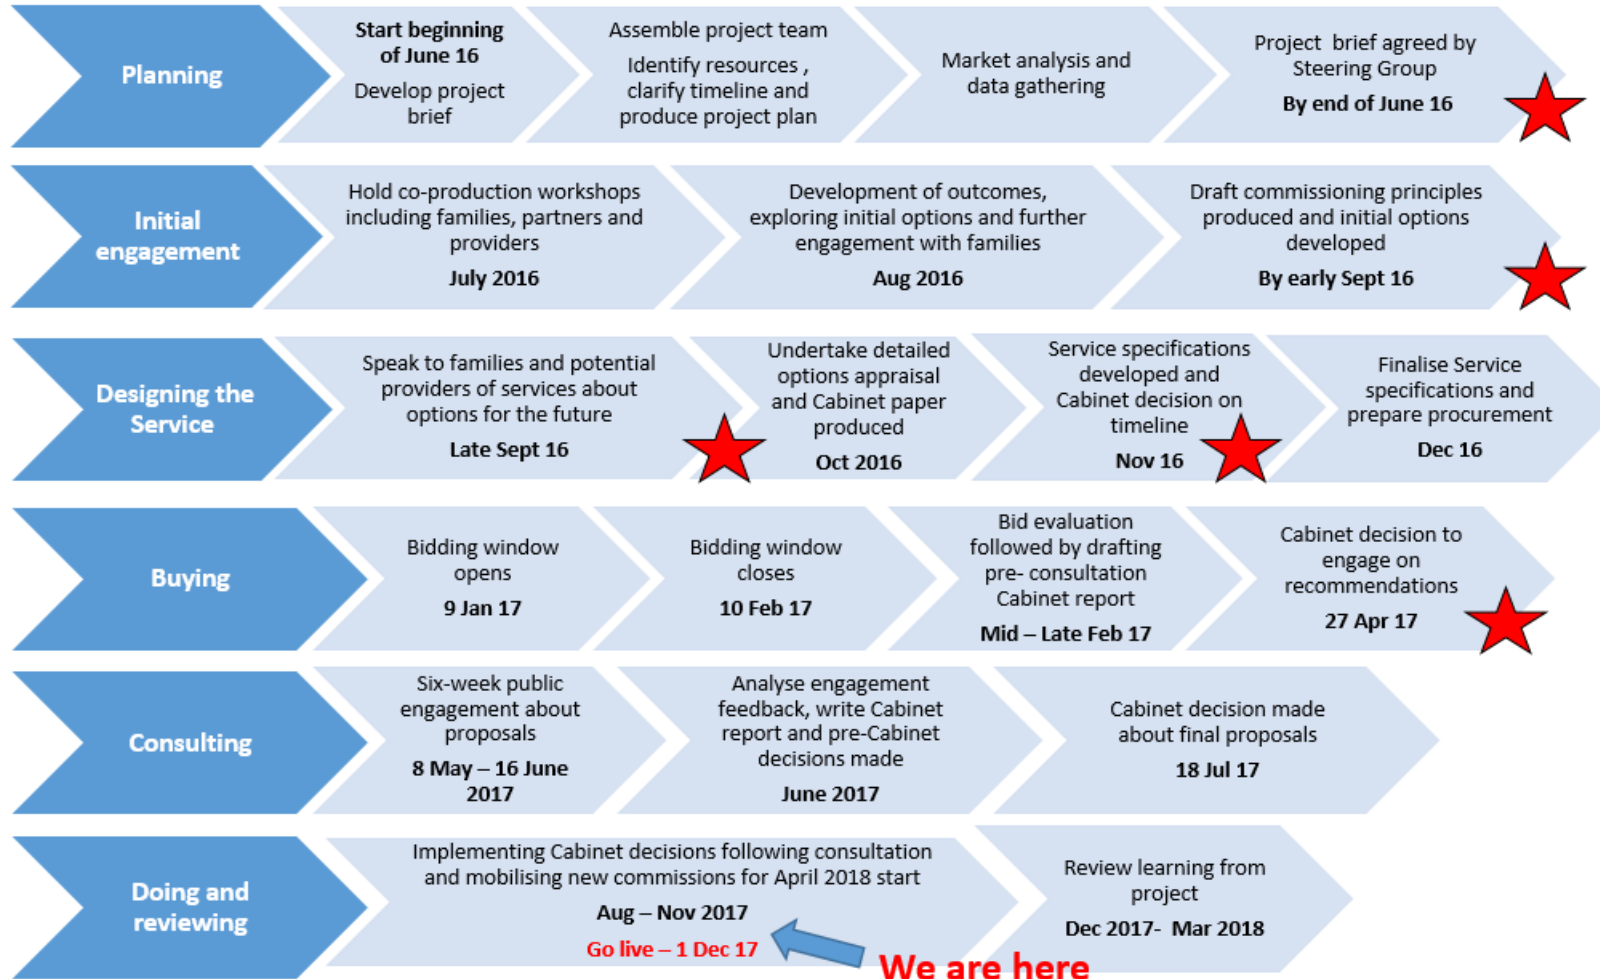 Planning
Start beginning
of June 16
Develop project
brief
Assemble project team
Identify resources ,
clarify timeline and
produce project plan
Market analysis and
data gathering
Project  brief agreed by
Steering Group
By end of June 16
Initial
engagement
Hold co-production workshops
including families, partners and
providers
July 2016
Development of outcomes,
exploring initial options and further
engagement with families
Aug 2016
Draft commissioning principles
produced and initial options
developed
By early Sept 16
Designing the
Service
Speak to families and potential
providers of services about
options for the future
Late Sept 16
Undertake detailed
options appraisal
and Cabinet paper
produced
Oct 2016
Service specifications
developed and
Cabinet decision on
timeline
Nov 16
Finalise Service
specifications and
prepare procurement
Dec 16
Buying
Bidding window
opens
9 Jan 17
Bidding window
closes
10 Feb 17
Bid evaluation
followed by drafting
pre- consultation
Cabinet report
Mid – Late Feb 17
Cabinet decision to
engage on
recommendations
27 Apr 17
Consulting
Six-week public
engagement about
proposals
8 May – 16 June
2017
Analyse engagement
feedback, write Cabinet
report and pre-Cabinet
decisions made
June 2017
Cabinet decision made
about final proposals
18 Jul 17
Doing and
reviewing
Implementing Cabinet decisions following consultation
and mobilising new commissions for April 2018 start
Aug – Nov 2017
Go live – 1 Dec 17
We are here
Review learning from
project
Dec 2017-  Mar 2018